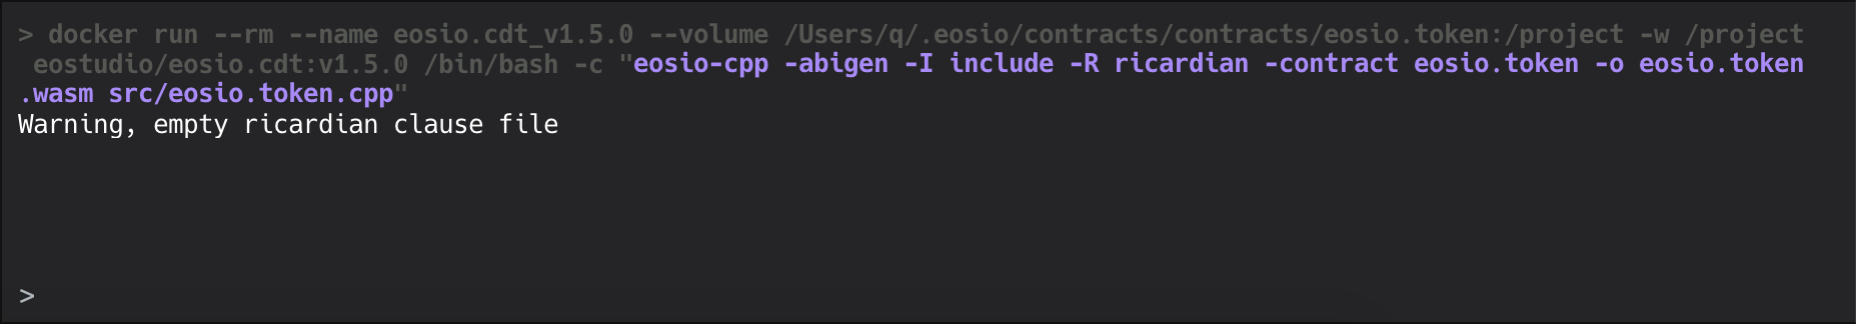 > docker run --rm --name eosio.cdt_v1.5.0 --volume /Users/q/.eosio/contracts/contracts/eosio.token:/project -w /project
eostudio/eosio.cdt:v1.5.0 /bin/bash -c "eosio-cpp -abigen -I include -R ricardian -contract eosio.token -o eosio.token
.wasm src/eosio.token.cpp"
Warning, empty ricardian clause file
>